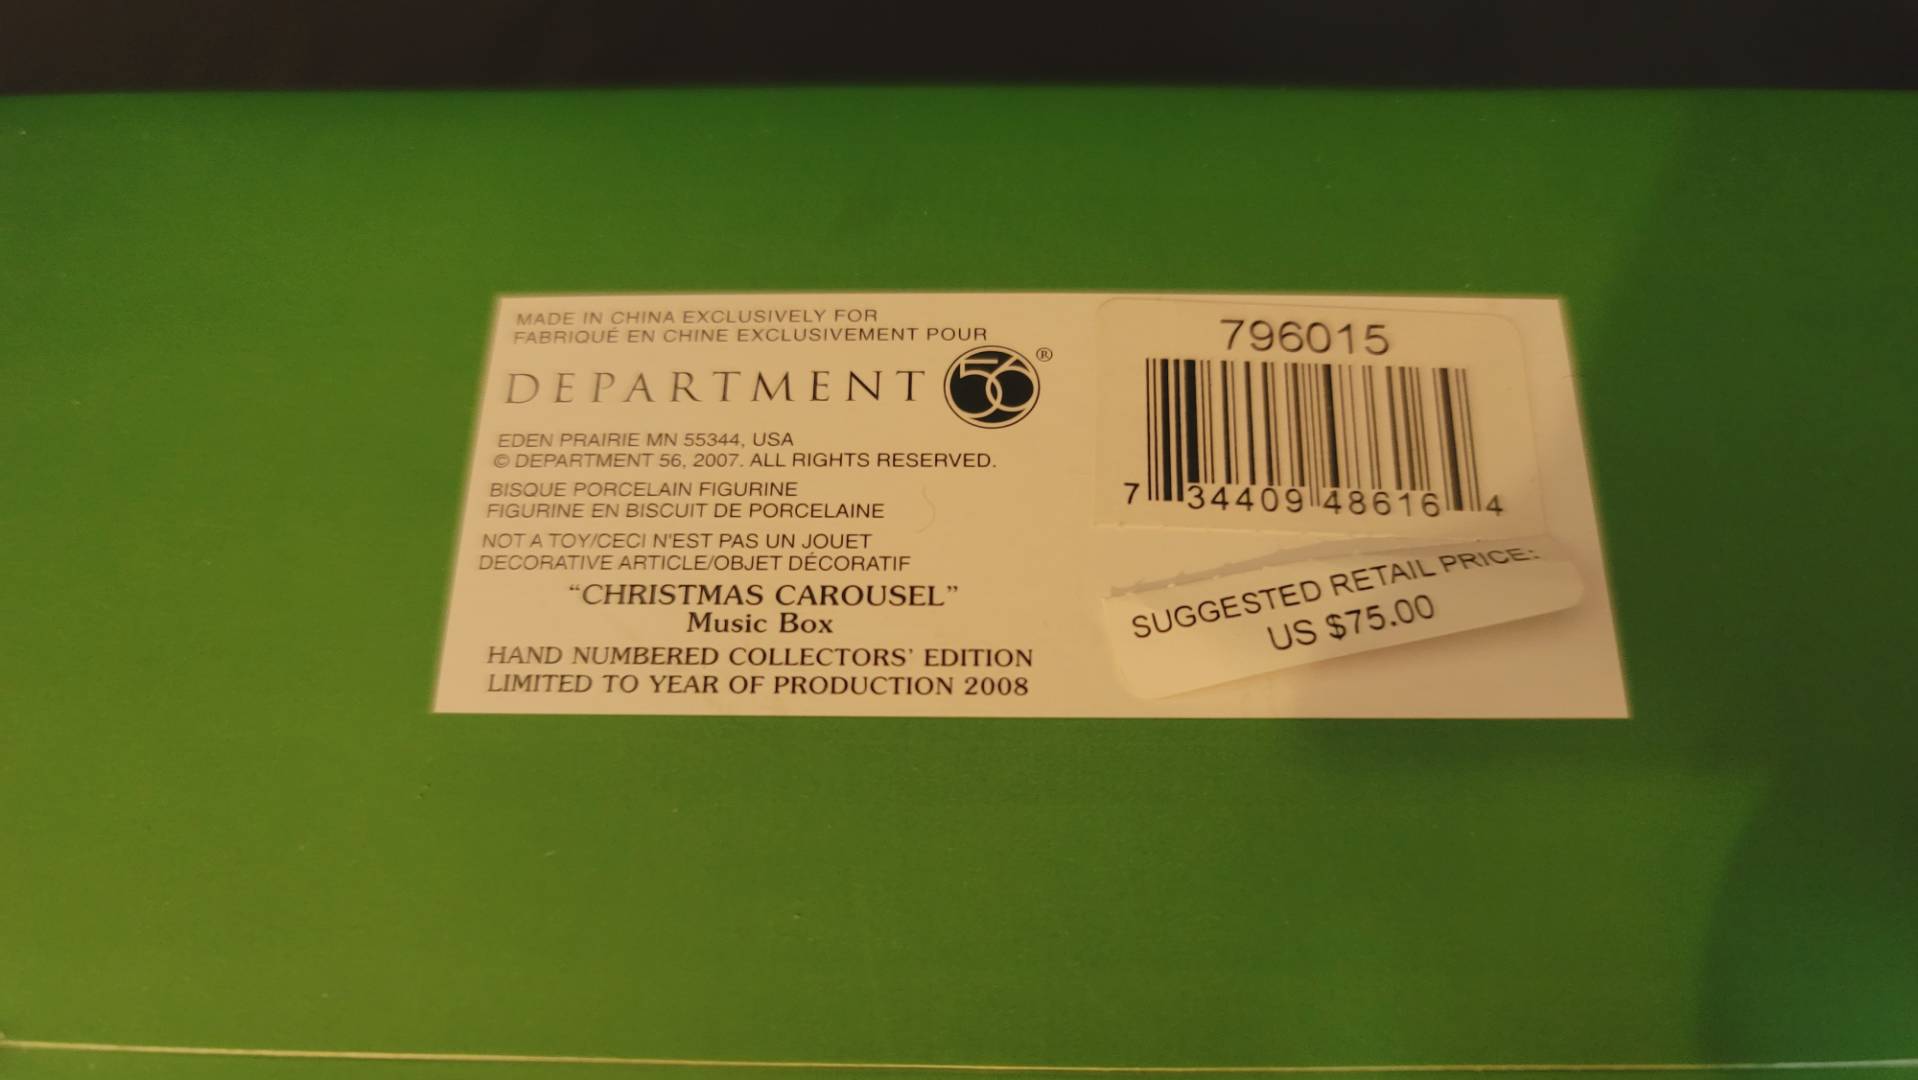 MADE IN CHINA EXCLUSIVELY FOR
FABRIQUÉ EN CHINE EXCLUSIVEMENT POUR
DEPARTMENT 56®
EDEN PRAIRIE MN 55344, USA
© DEPARTMENT 56, 2007. ALL RIGHTS RESERVED.
BISQUE PORCELAIN FIGURINE
FIGURINE EN BISCUIT DE PORCELAINE
NOT A TOY/CECI N'EST PAS UN JOUET
DECORATIVE ARTICLE/OBJET DÉCORATIF
“CHRISTMAS CAROUSEL”
Music Box
HAND NUMBERED COLLECTORS’ EDITION
LIMITED TO YEAR OF PRODUCTION 2008
796015
7 34409 48616 4
SUGGESTED RETAIL PRICE:
US $75.00